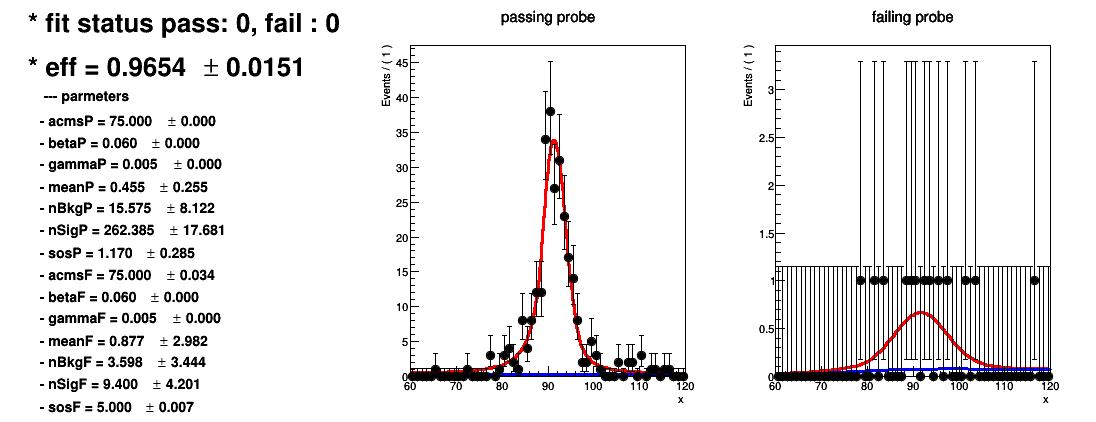 * fit status pass: 0, fail : 0
* eff = 0.9654 ± 0.0151
--- parmeters
- acmsP = 75.000 ± 0.000
- betaP = 0.060 ± 0.000
- gammaP = 0.005 ± 0.000
- meanP = 0.455 ± 0.255
- nBkgP = 15.575 ± 8.122
- nSigP = 262.385 ± 17.681
- sosP = 1.170 ± 0.285
- acmsF = 75.000 ± 0.034
- betaF = 0.060 ± 0.000
- gammaF = 0.005 ± 0.000
- meanF = 0.877 ± 2.982
- nBkgF = 3.598 ± 3.444
- nSigF = 9.400 ± 4.201
- sosF = 5.000 ± 0.007
passing probe
Events / ( 1 )
45
40
35
30
25
20
15
10
5
0
60 70 80 90 100 110 120
x
failing probe
Events / ( 1 )
3
2.5
2
1.5
1
0.5
0
60 70 80 90 100 110 120
x